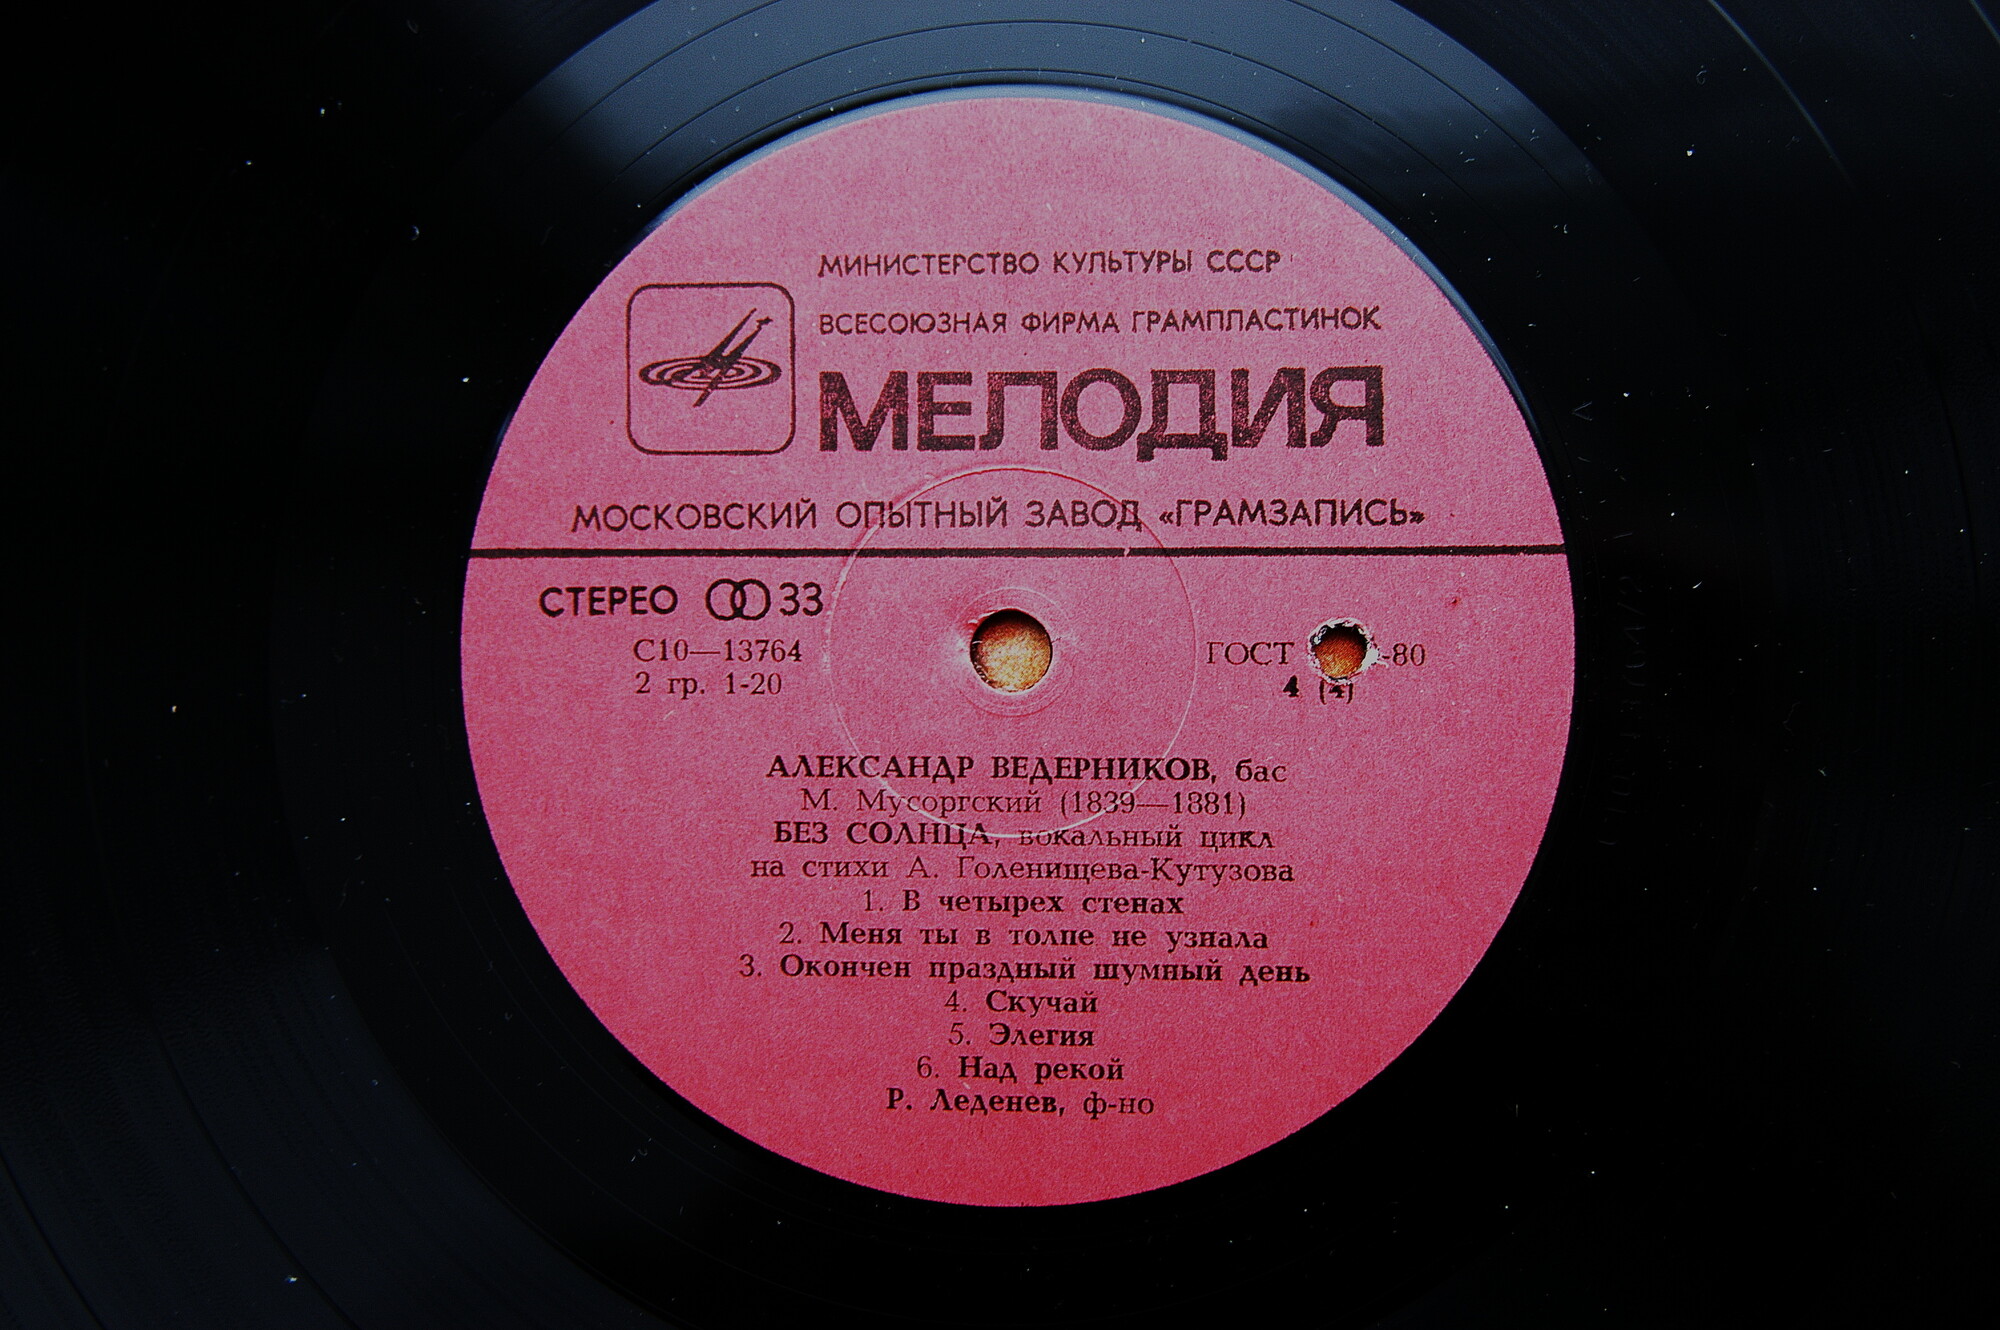 МИНИСТЕРСТВО КУЛЬТУРЫ СССР
ВСЕСОЮЗНАЯ ФИРМА ГРАМПЛАСТИНОК
МЕЛОДИЯ
МОСКОВСКИЙ ОПЫТНЫЙ ЗАВОД «ГРАМЗАПИСЬ»
СТЕРЕО 33
С10—13764
2 гр. 1-20
ГОСТ -80
4 (4)
АЛЕКСАНДР ВЕДЕРНИКОВ, бас
М. Мусоргский (1839—1881)
БЕЗ СОЛНЦА, вокальный цикл
на стихи А. Голенищева-Кутузова
1. В четырех стенах
2. Меня ты в толпе не узнала
3. Окончен праздный шумный день
4. Скучай
5. Элегия
6. Над рекой
Р. Леденев, ф-но